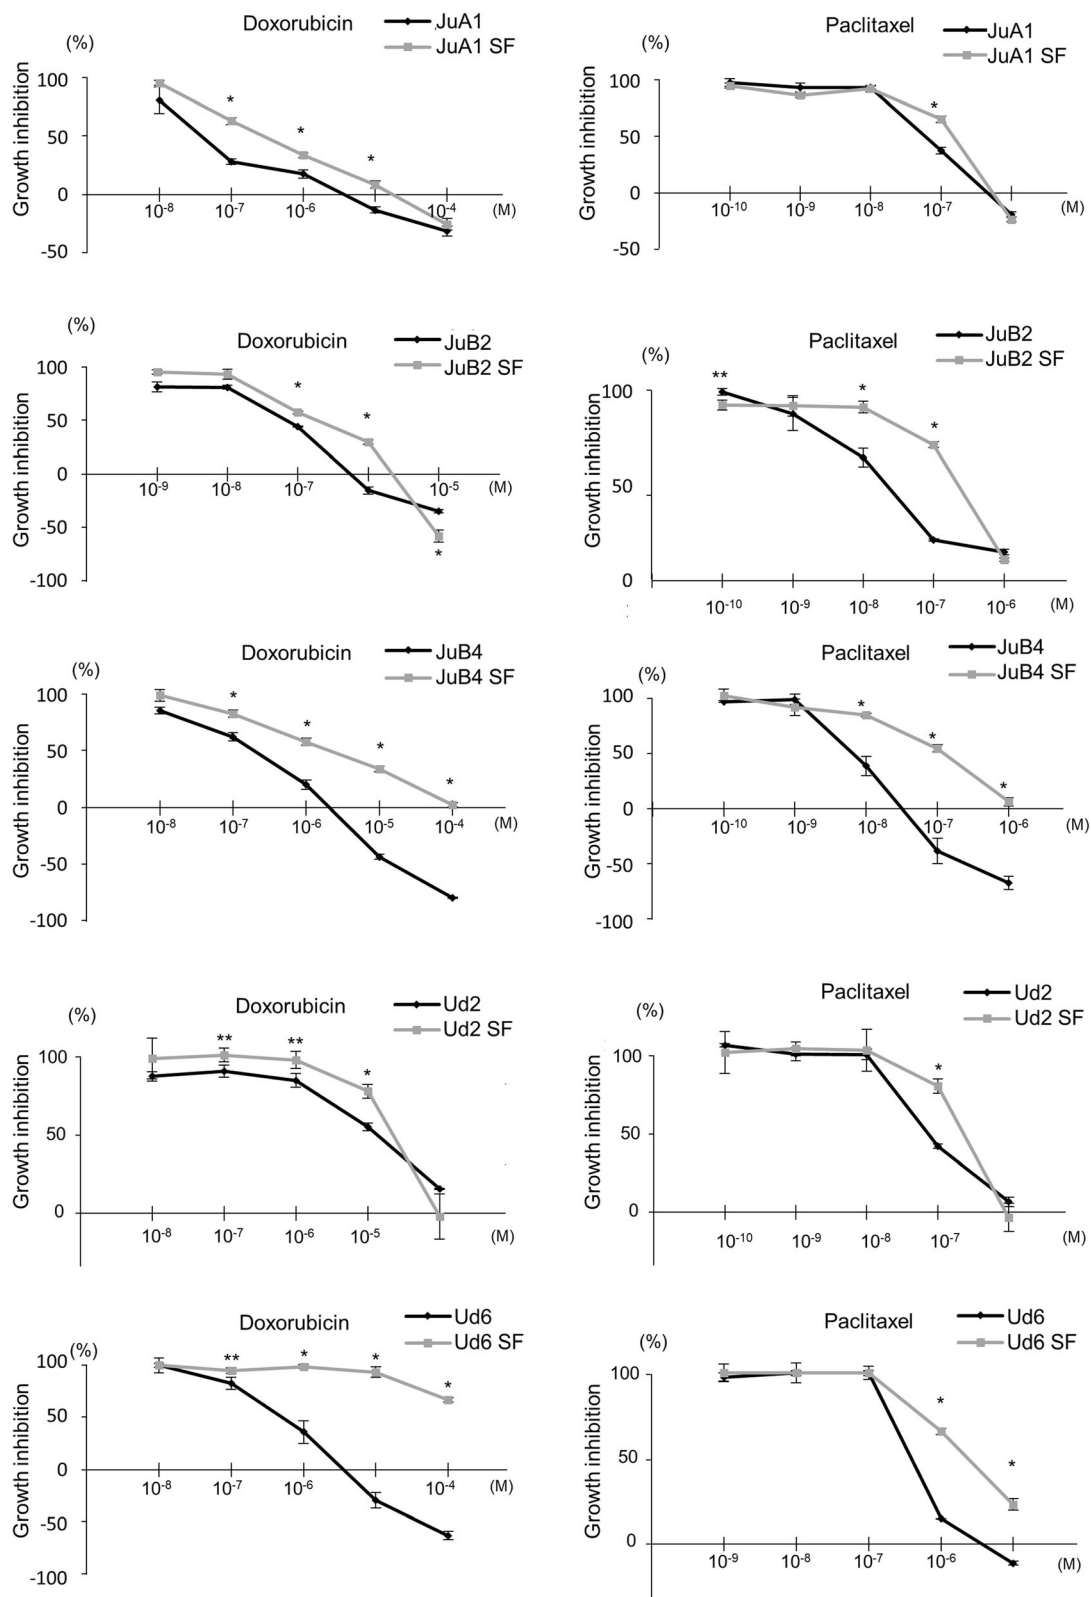 Doxorubicin
JuA1
JuA1 SF
(%)
Growth inhibition
100
50
0
-50
10-8
10-7
10-6
10-5
10-4
(M)
*
*
*
Paclitaxel
JuA1
JuA1 SF
(%)
Growth inhibition
100
50
0
-50
10-10
10-9
10-8
10-7
(M)
*
Doxorubicin
JuB2
JuB2 SF
(%)
Growth inhibition
100
50
0
-50
-100
10-9
10-8
10-7
10-6
10-5
(M)
*
*
*
Paclitaxel
JuB2
JuB2 SF
(%)
Growth inhibition
100
50
0
10-10
10-9
10-8
10-7
10-6
(M)
**
*
*
Doxorubicin
JuB4
JuB4 SF
(%)
Growth inhibition
100
50
0
-50
-100
10-8
10-7
10-6
10-5
10-4
(M)
*
*
*
*
Paclitaxel
JuB4
JuB4 SF
(%)
Growth inhibition
100
50
0
-50
-100
10-10
10-9
10-8
10-7
10-6
(M)
*
*
*
Doxorubicin
Ud2
Ud2 SF
(%)
Growth inhibition
100
50
0
10-8
10-7
10-6
10-5
(M)
**
**
*
Paclitaxel
Ud2
Ud2 SF
(%)
Growth inhibition
100
50
0
10-10
10-9
10-8
10-7
(M)
*
Doxorubicin
Ud6
Ud6 SF
(%)
Growth inhibition
100
50
0
-50
-100
10-8
10-7
10-6
10-5
10-4
(M)
**
*
*
*
Paclitaxel
Ud6
Ud6 SF
(%)
Growth inhibition
100
50
0
10-9
10-8
10-7
10-6
(M)
*
*